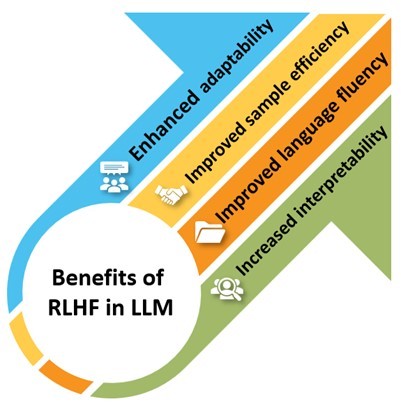 Enhanced adaptability
Improved sample efficiency
Improved language fluency
Increased interpretability
Benefits of
RLHF in LLM